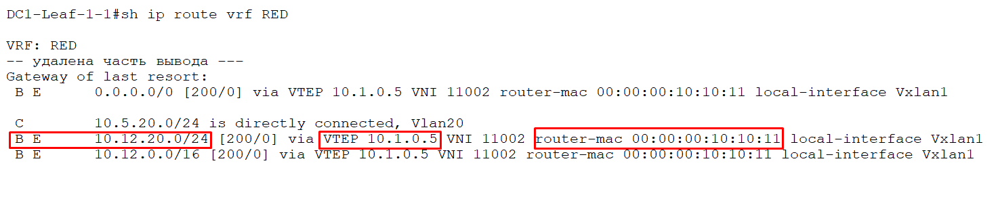 DC1-Leaf-1-1#sh ip route vrf RED
VRF: RED
-- удалена часть вывода ---
Gateway of last resort:
B E 0.0.0.0/0 [200/0] via VTEP 10.1.0.5 VNI 11002 router-mac 00:00:00:10:10:11 local-interface Vxlan1
C 10.5.20.0/24 is directly connected, Vlan20
B E 10.12.20.0/24 [200/0] via VTEP 10.1.0.5 VNI 11002 router-mac 00:00:00:10:10:11 local-interface Vxlan1
B E 10.12.0.0/16 [200/0] via VTEP 10.1.0.5 VNI 11002 router-mac 00:00:00:10:10:11 local-interface Vxlan1